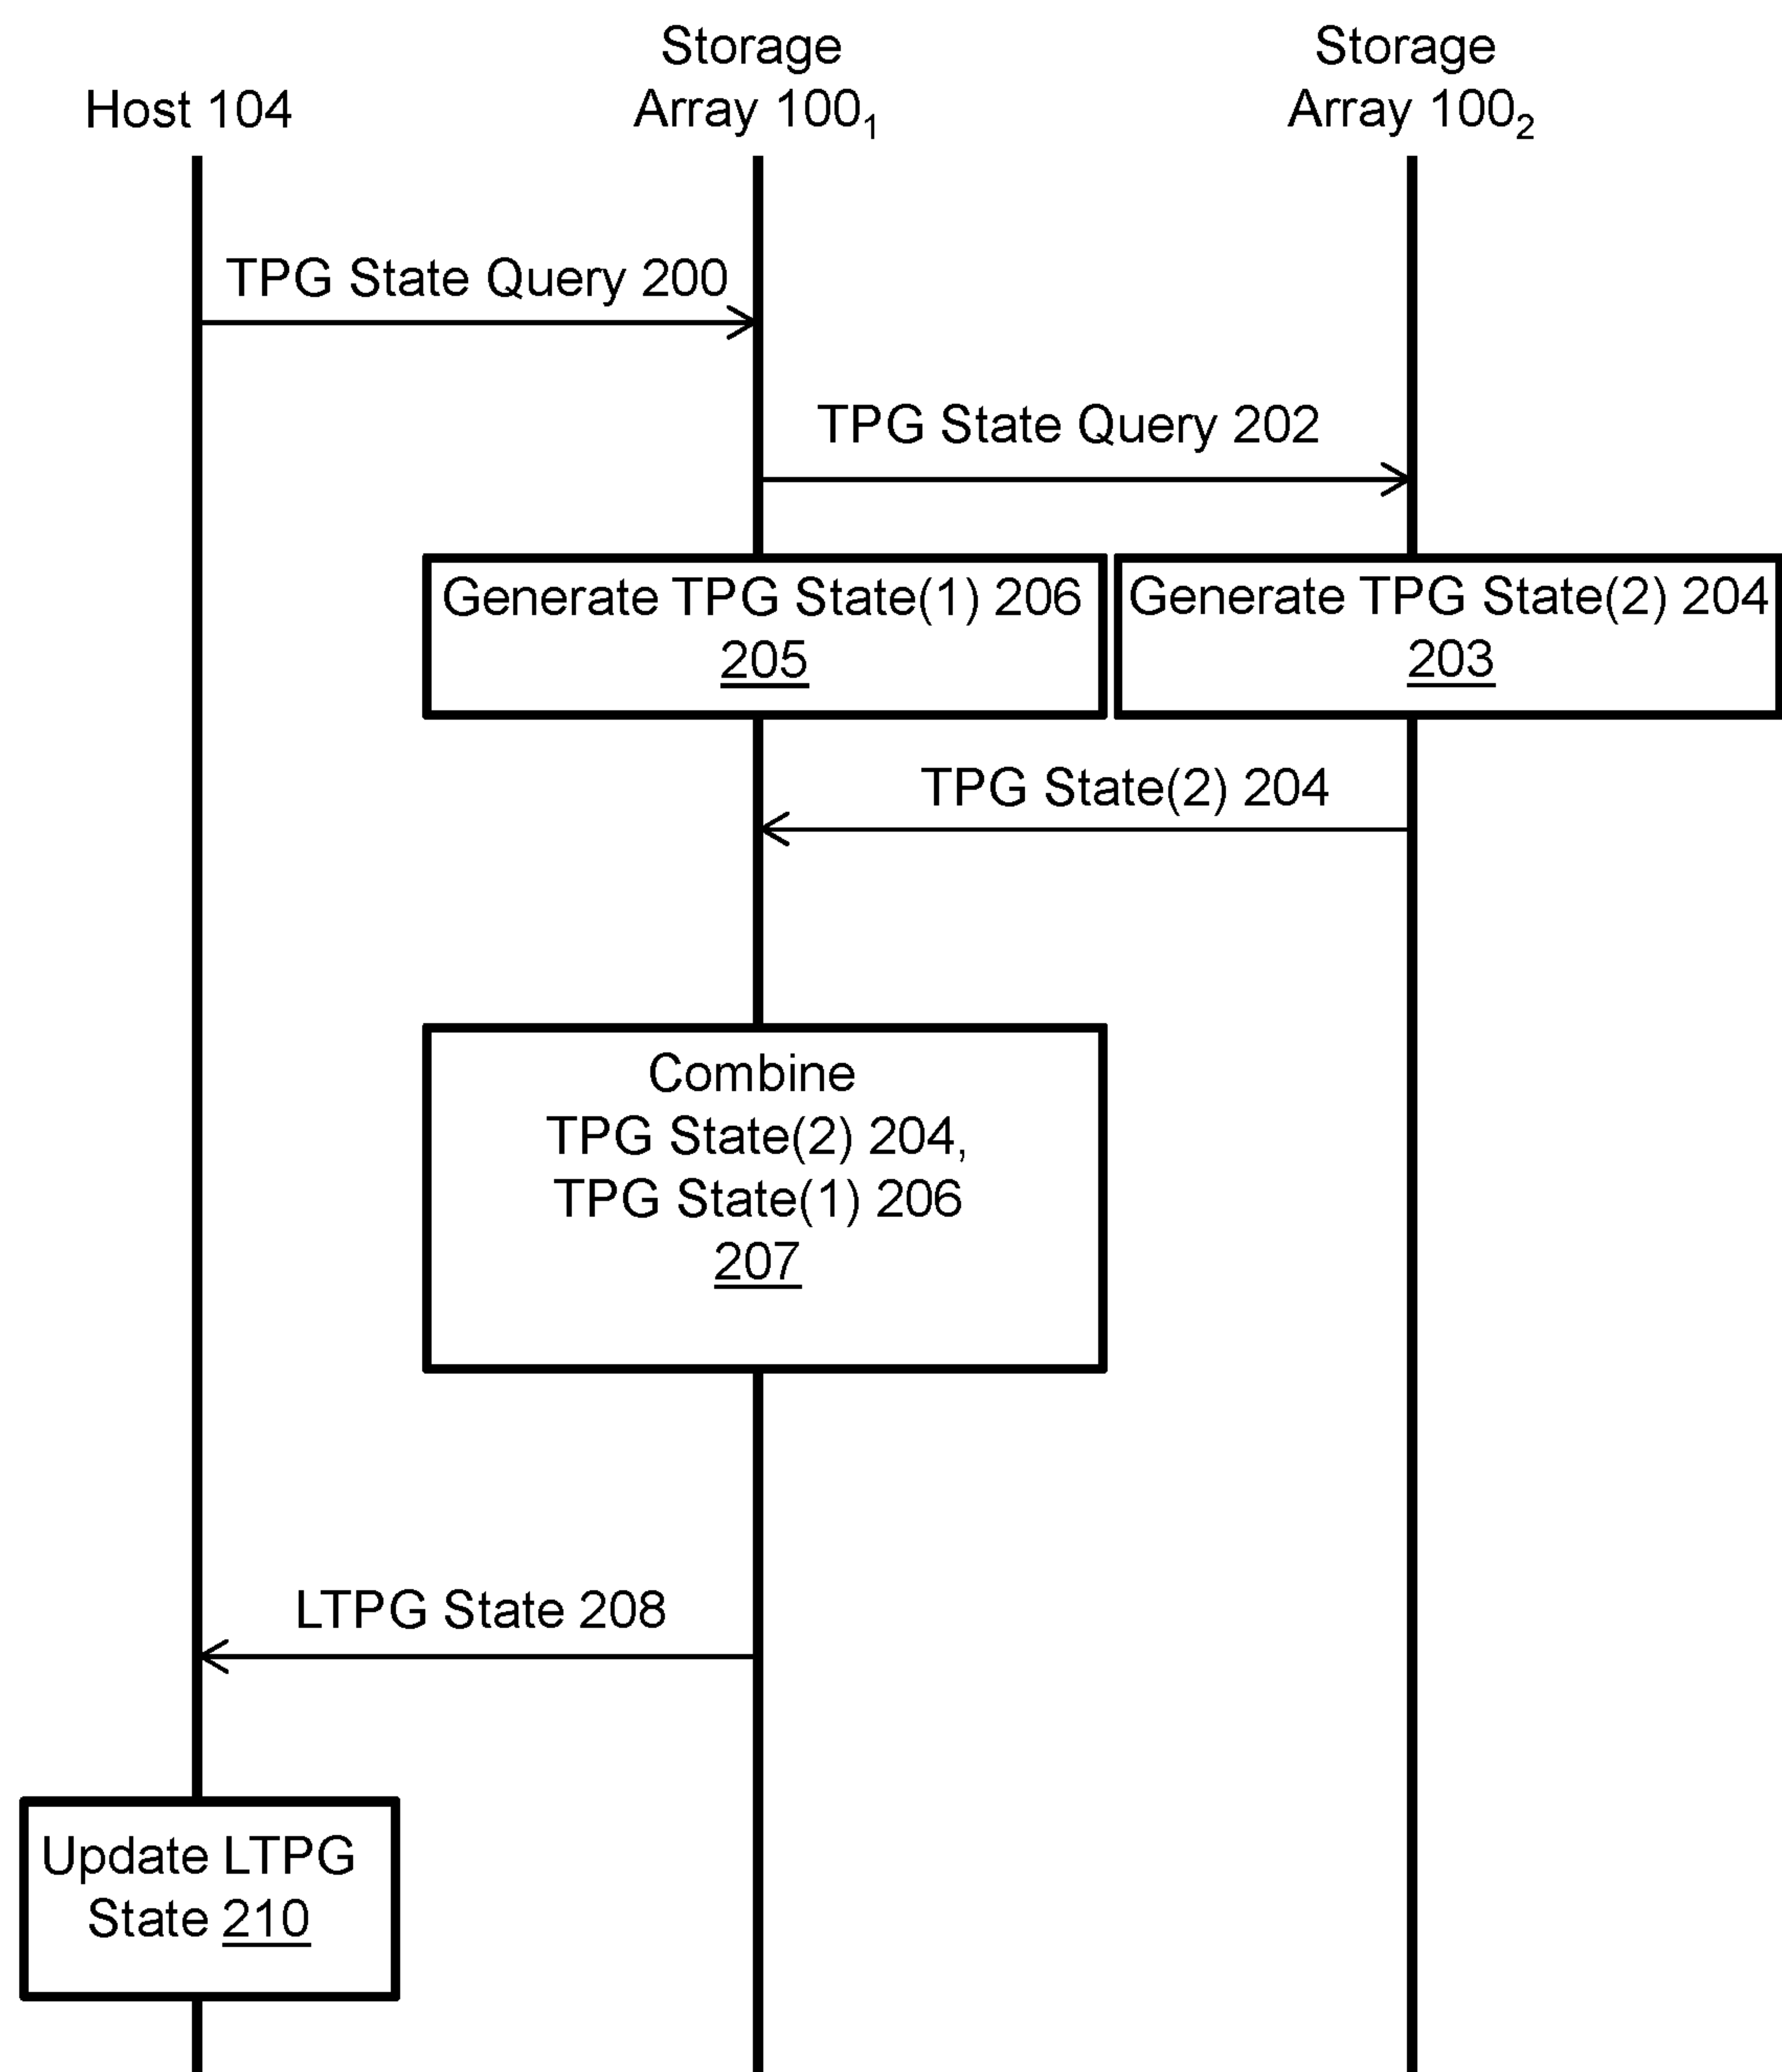 Host 104
Storage
Array 100₁
Storage
Array 100₂
TPG State Query 200
TPG State Query 202
Generate TPG State(1) 206
205
Generate TPG State(2) 204
203
TPG State(2) 204
Combine
TPG State(2) 204,
TPG State(1) 206
207
LTPG State 208
Update LTPG
State 210